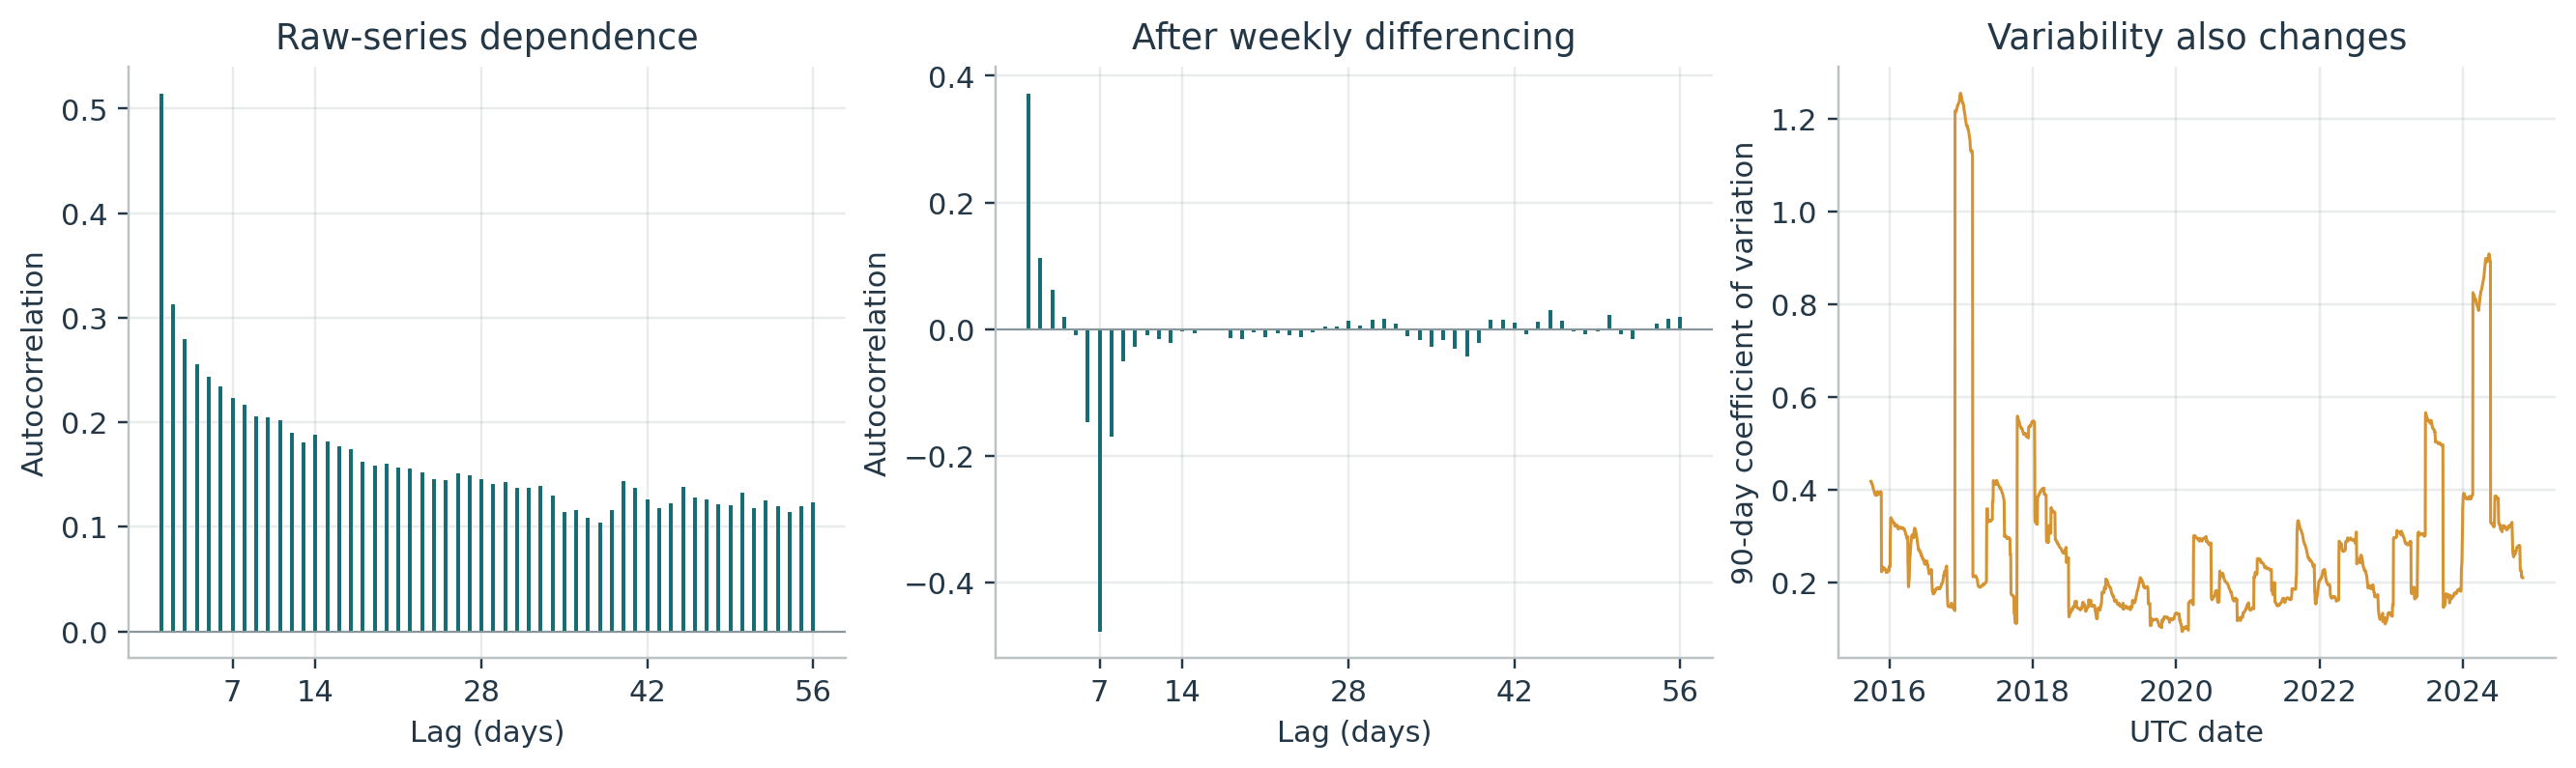 Raw-series dependence
Autocorrelation
0.5
0.4
0.3
0.2
0.1
0.0
7 14 28 42 56
Lag (days)
After weekly differencing
Autocorrelation
0.4
0.2
0.0
−0.2
−0.4
7 14 28 42 56
Lag (days)
Variability also changes
90-day coefficient of variation
1.2
1.0
0.8
0.6
0.4
0.2
2016 2018 2020 2022 2024
UTC date